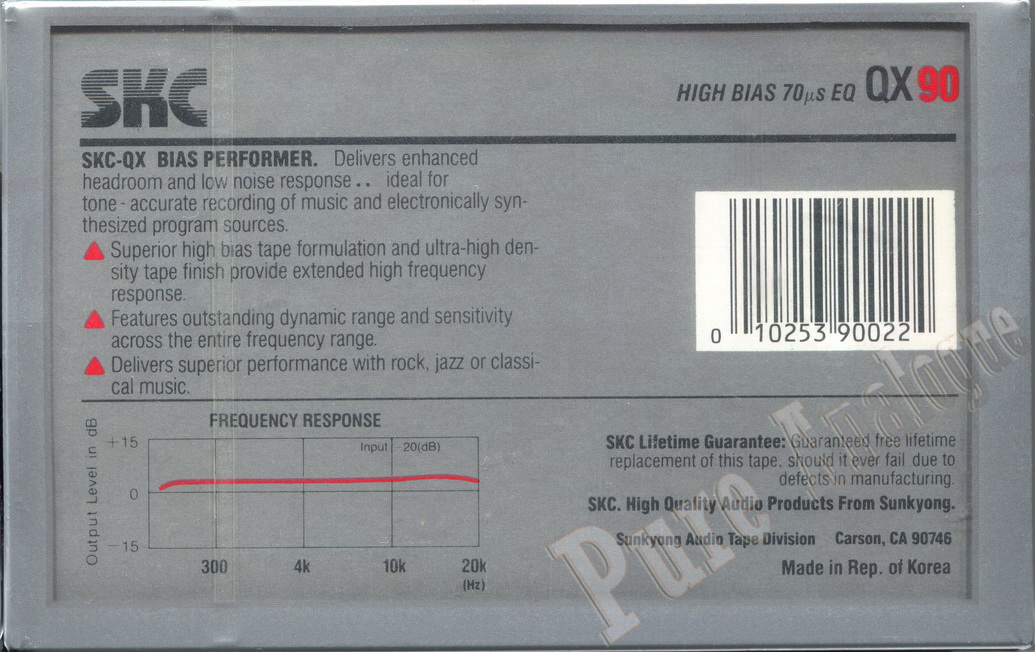 SKC
HIGH BIAS 70µs EQ QX90
SKC-QX BIAS PERFORMER. Delivers enhanced
headroom and low noise response .. ideal for
tone - accurate recording of music and electronically syn-
thesized program sources.
Superior high bias tape formulation and ultra-high den-
sity tape finish provide extended high frequency
response.
Features outstanding dynamic range and sensitivity
across the entire frequency range.
Delivers superior performance with rock, jazz or classi-
cal music.
0 10253 90022
FREQUENCY RESPONSE
Output Level in dB
+15
0
−15
Input −20(dB)
300 4k 10k 20k
(Hz)
SKC Lifetime Guarantee: Guaranteed free lifetime
replacement of this tape, should it ever fail due to
defects in manufacturing.
SKC. High Quality Audio Products From Sunkyong.
Sunkyong Audio Tape Division Carson, CA 90746
Made in Rep. of Korea
Pure Analogue